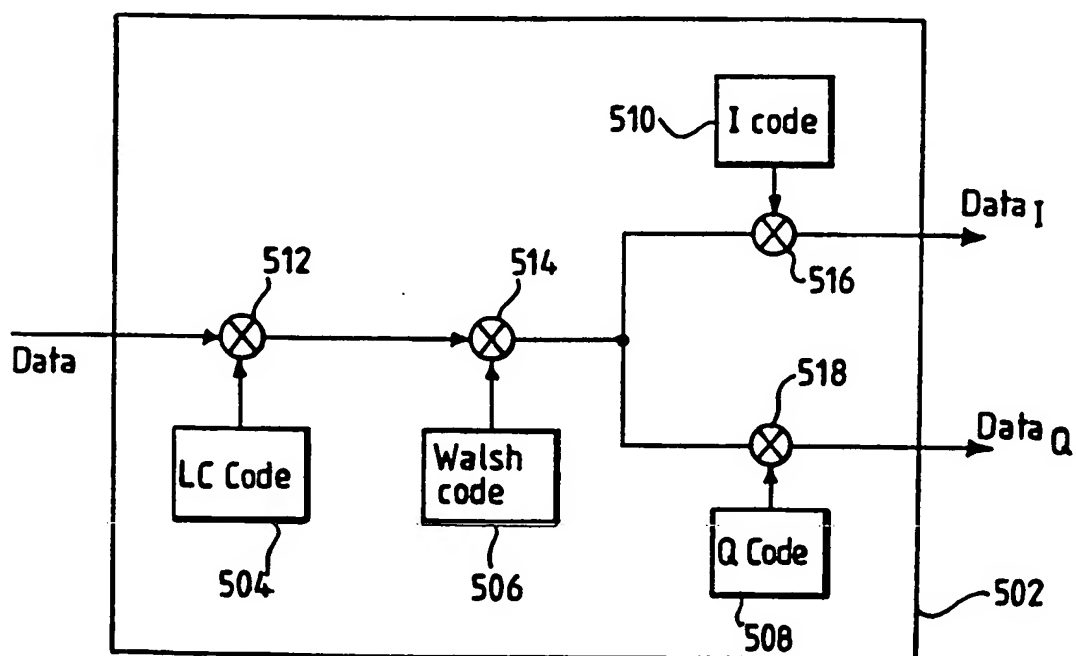 510
I code
Data I
516
512
514
Data
518
Data Q
LC Code
Walsh
code
Q Code
504
506
508
502